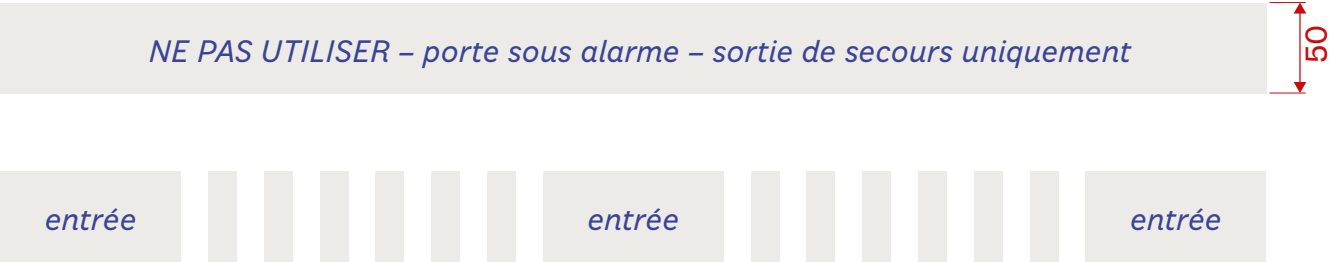 NE PAS UTILISER – porte sous alarme – sortie de secours uniquement
50
entrée entrée entrée